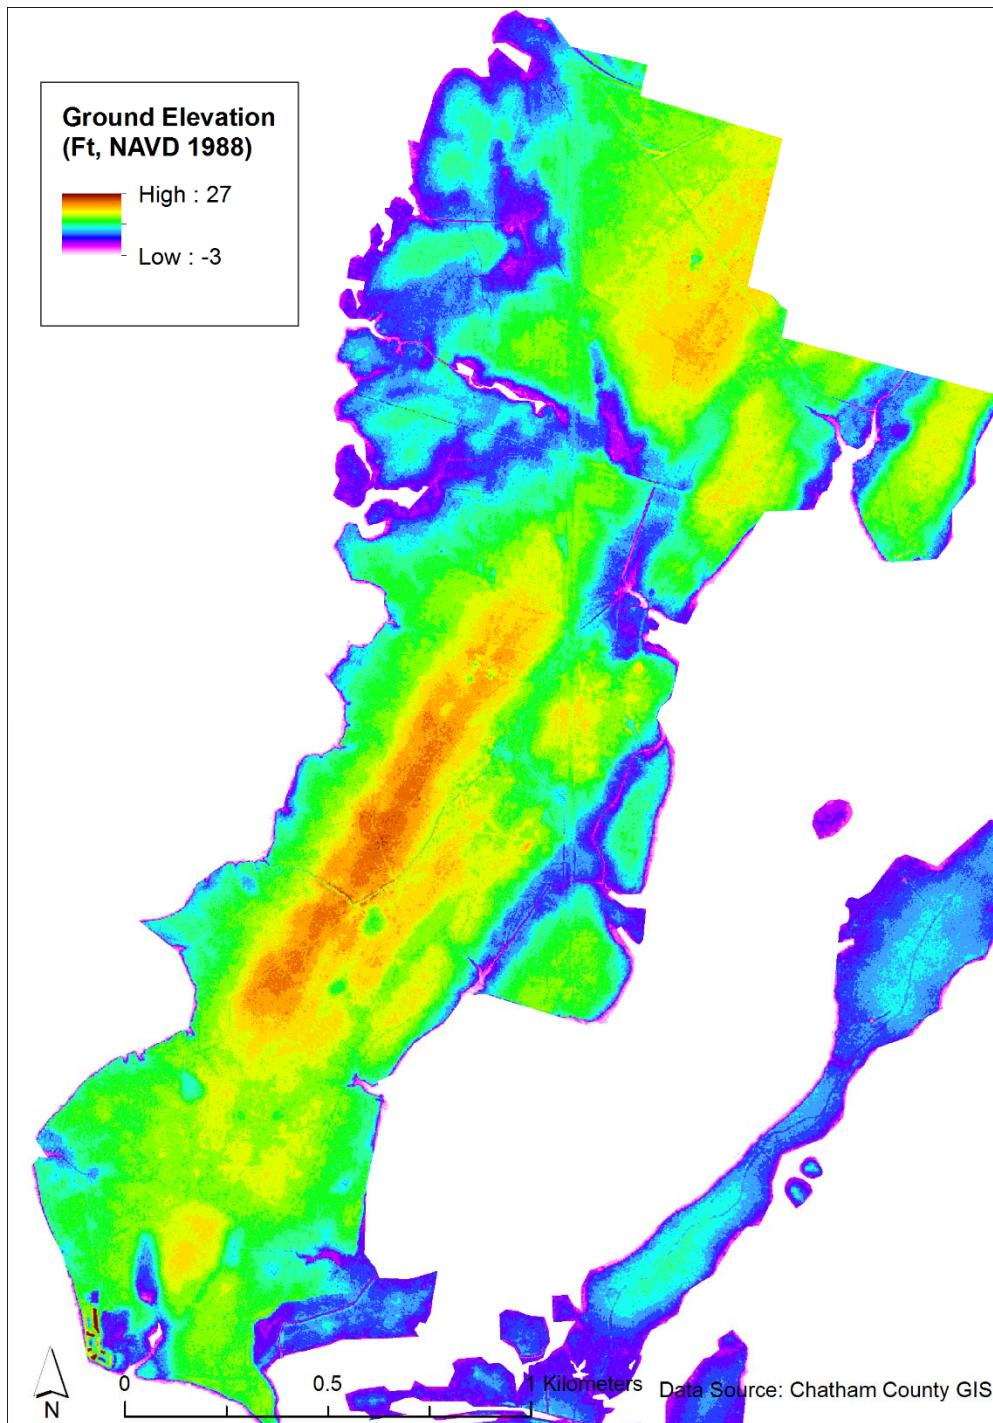 Ground Elevation
(Ft, NAVD 1988)
High : 27
Low : -3
N
0
0.5
1 Kilometers
Data Source: Chatham County GIS